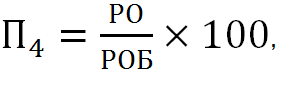 П₄ = РО/РОБ × 100,